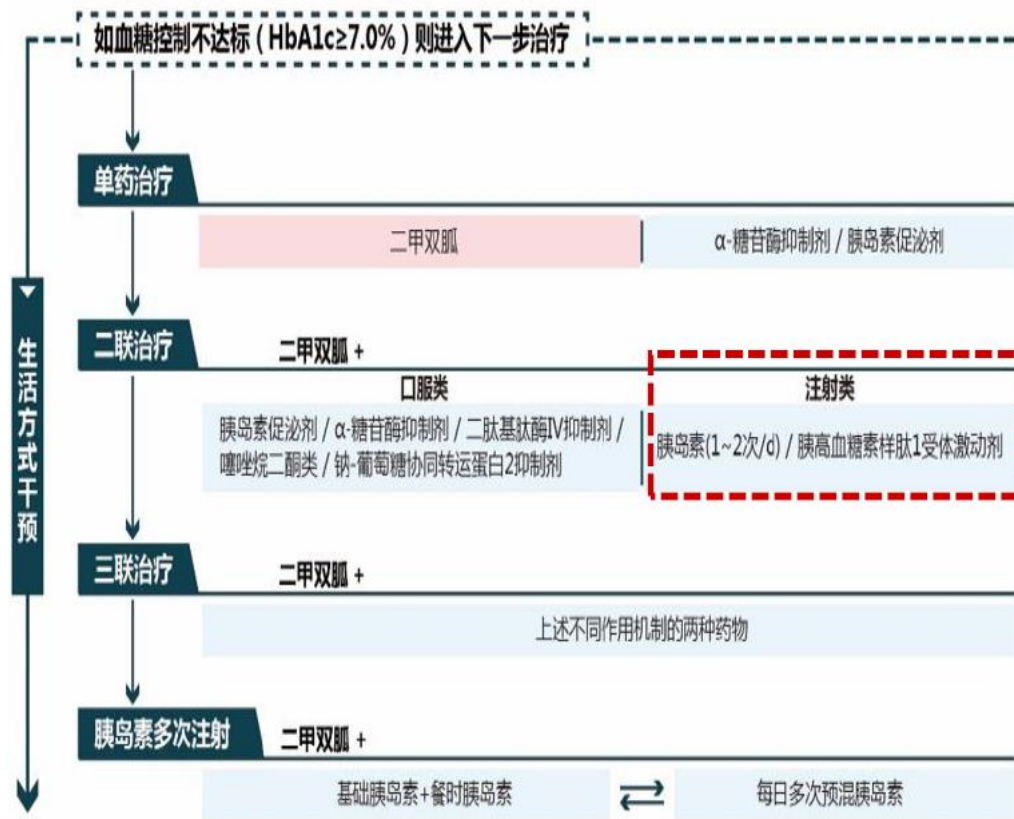 如血糖控制不达标（HbA1c≥7.0%）则进入下一步治疗
单药治疗
二甲双胍
α-糖苷酶抑制剂 / 胰岛素促泌剂
二联治疗
二甲双胍 +
口服类
注射类
胰岛素促泌剂 / α-糖苷酶抑制剂 / 二肽基肽酶IV抑制剂 /
噻唑烷二酮类 / 钠-葡萄糖协同转运蛋白2抑制剂
胰岛素(1~2次/d) / 胰高血糖素样肽1受体激动剂
生活方式干预
三联治疗
二甲双胍 +
上述不同作用机制的两种药物
胰岛素多次注射
二甲双胍 +
基础胰岛素+餐时胰岛素
每日多次预混胰岛素